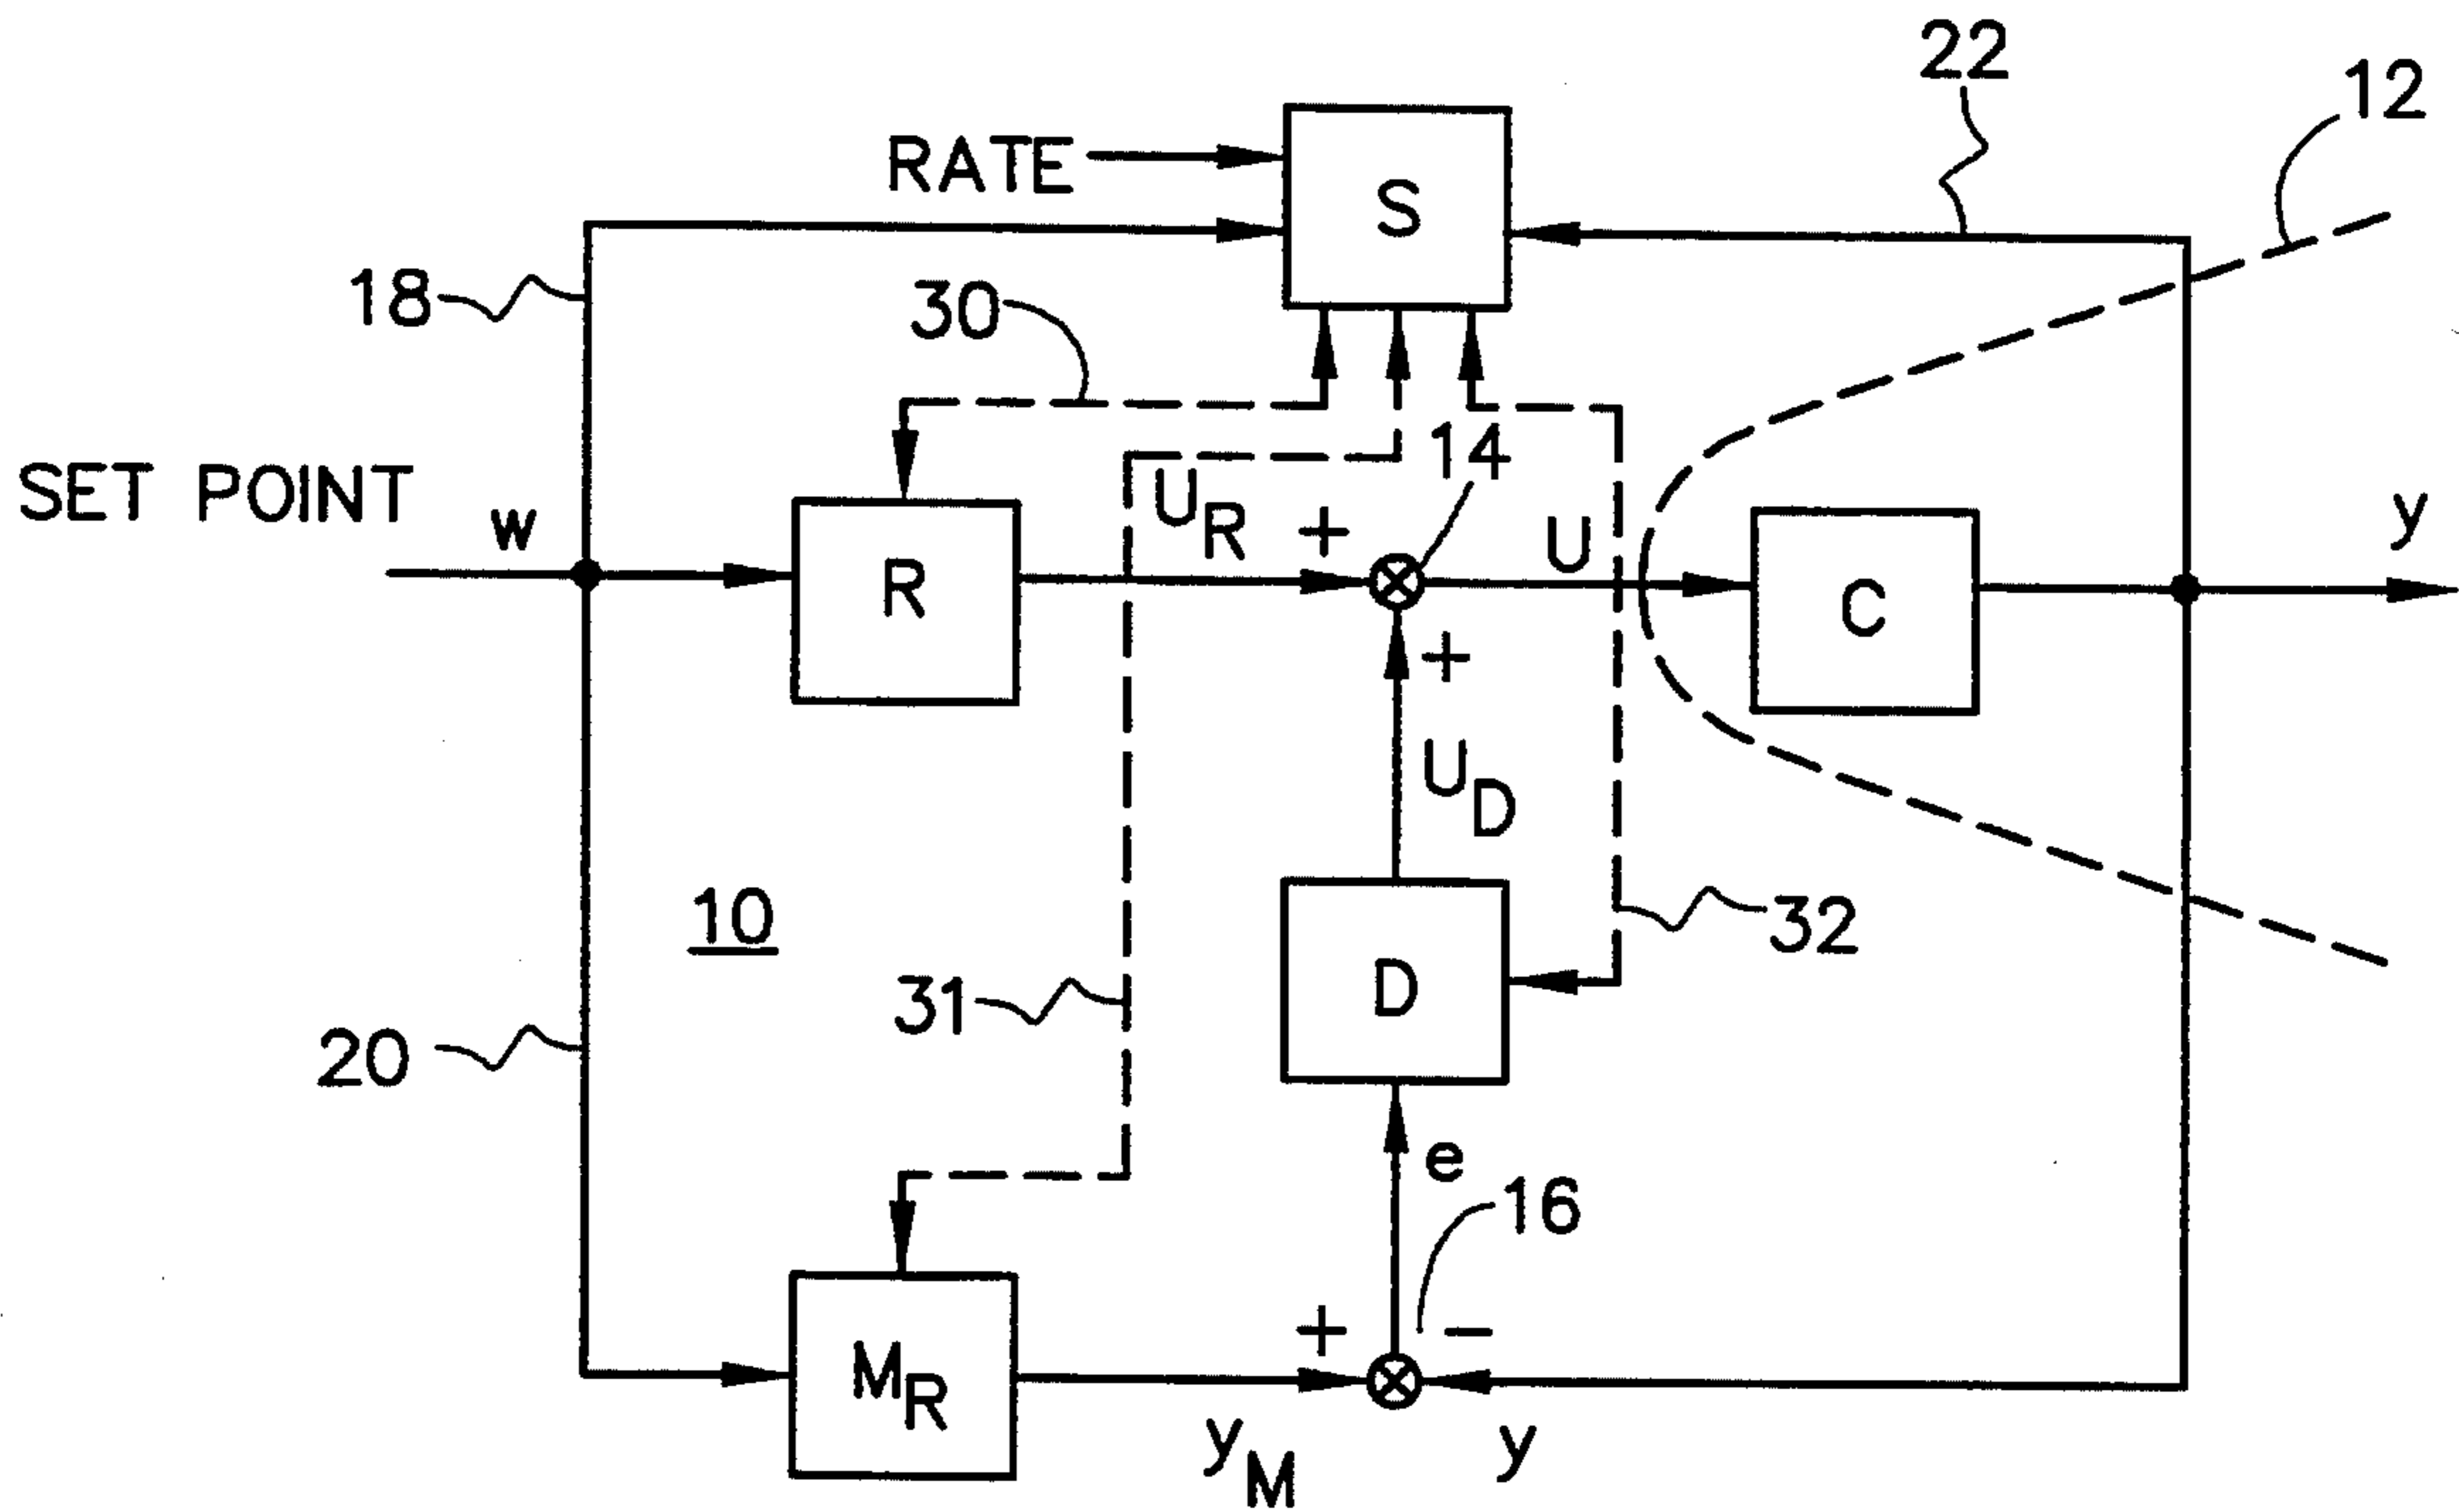 22
12
RATE
S
18
30
14
SET POINT
w
U_R
+
U
y
R
C
+
U_D
10
32
31
D
20
e
16
+
-
M_R
y_M
y